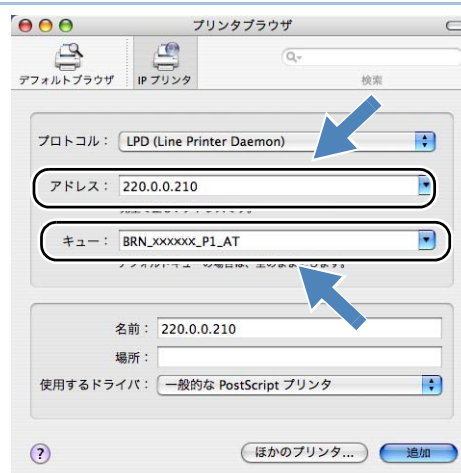 プリンタブラウザ
デフォルトブラウザ
IP プリンタ
検索
プロトコル： LPD (Line Printer Daemon)
アドレス： 220.0.0.210
キュー： BRN_xxxxxx_P1_AT
名前： 220.0.0.210
場所：
使用するドライバ： 一般的な PostScript プリンタ
? ほかのプリンタ... 追加